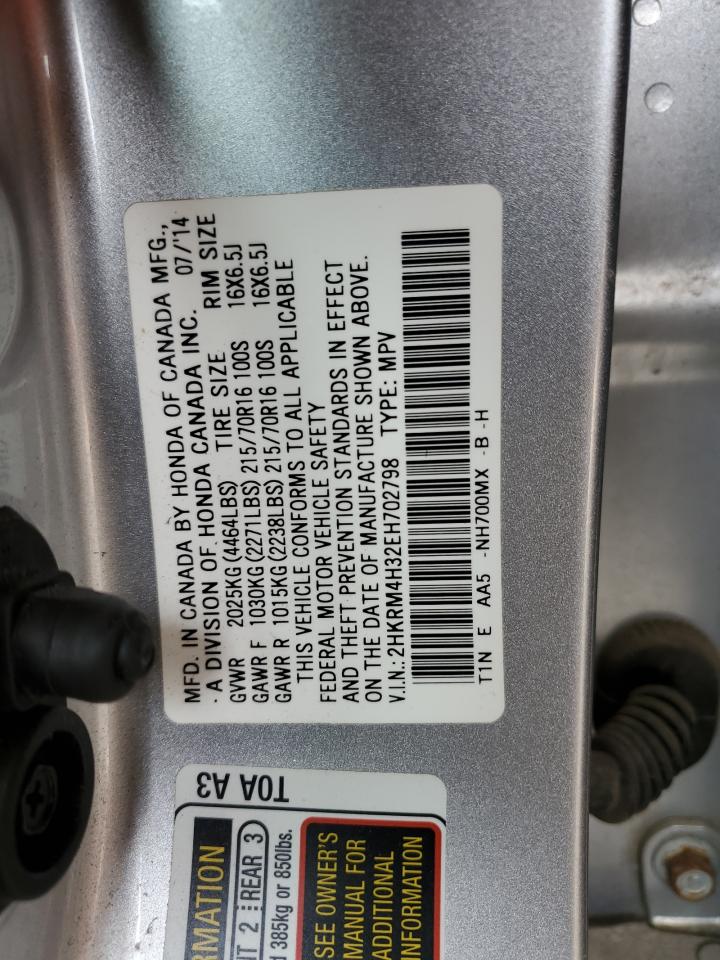 MFD. IN CANADA BY HONDA OF CANADA MFG.,
· A DIVISION OF HONDA CANADA INC. 07/'14
GVWR 2025KG (4464LBS) TIRE SIZE RIM SIZE
GAWR F 1030KG (2271LBS) 215/70R16 100S 16X6.5J
GAWR R 1015KG (2238LBS) 215/70R16 100S 16X6.5J
THIS VEHICLE CONFORMS TO ALL APPLICABLE
FEDERAL MOTOR VEHICLE SAFETY
AND THEFT PREVENTION STANDARDS IN EFFECT
ON THE DATE OF MANUFACTURE SHOWN ABOVE.
V.I.N.: 2HKRM4H32EH702798 TYPE: MPV
T1N E AA5 -NH700MX -B -H
T0A A3
RMATION
NT 2 REAR 3
d 385kg or 850lbs.
SEE OWNER'S
MANUAL FOR
ADDITIONAL
INFORMATION